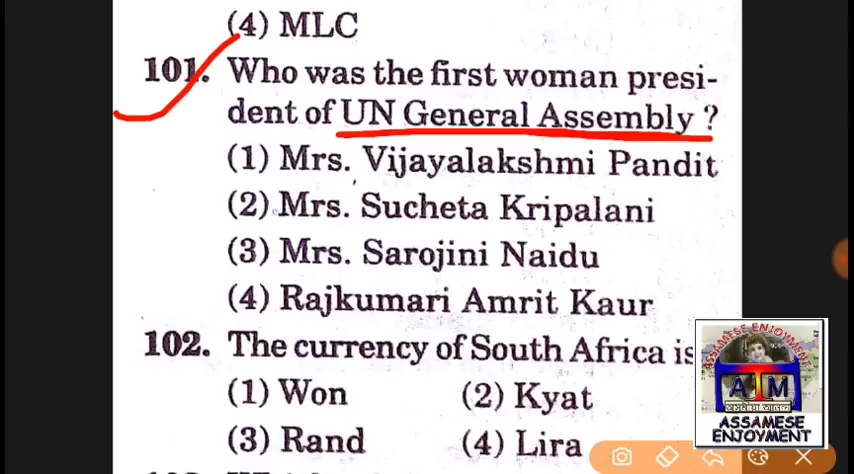 (4) MLC
101. Who was the first woman presi-
dent of UN General Assembly ?
(1) Mrs. Vijayalakshmi Pandit
(2) Mrs. Sucheta Kripalani
(3) Mrs. Sarojini Naidu
(4) Rajkumari Amrit Kaur
102. The currency of South Africa is
(1) Won (2) Kyat
(3) Rand (4) Lira
ASSAMESE ENJOYMENT
ATM
ASSAMESE
ENJOYMENT